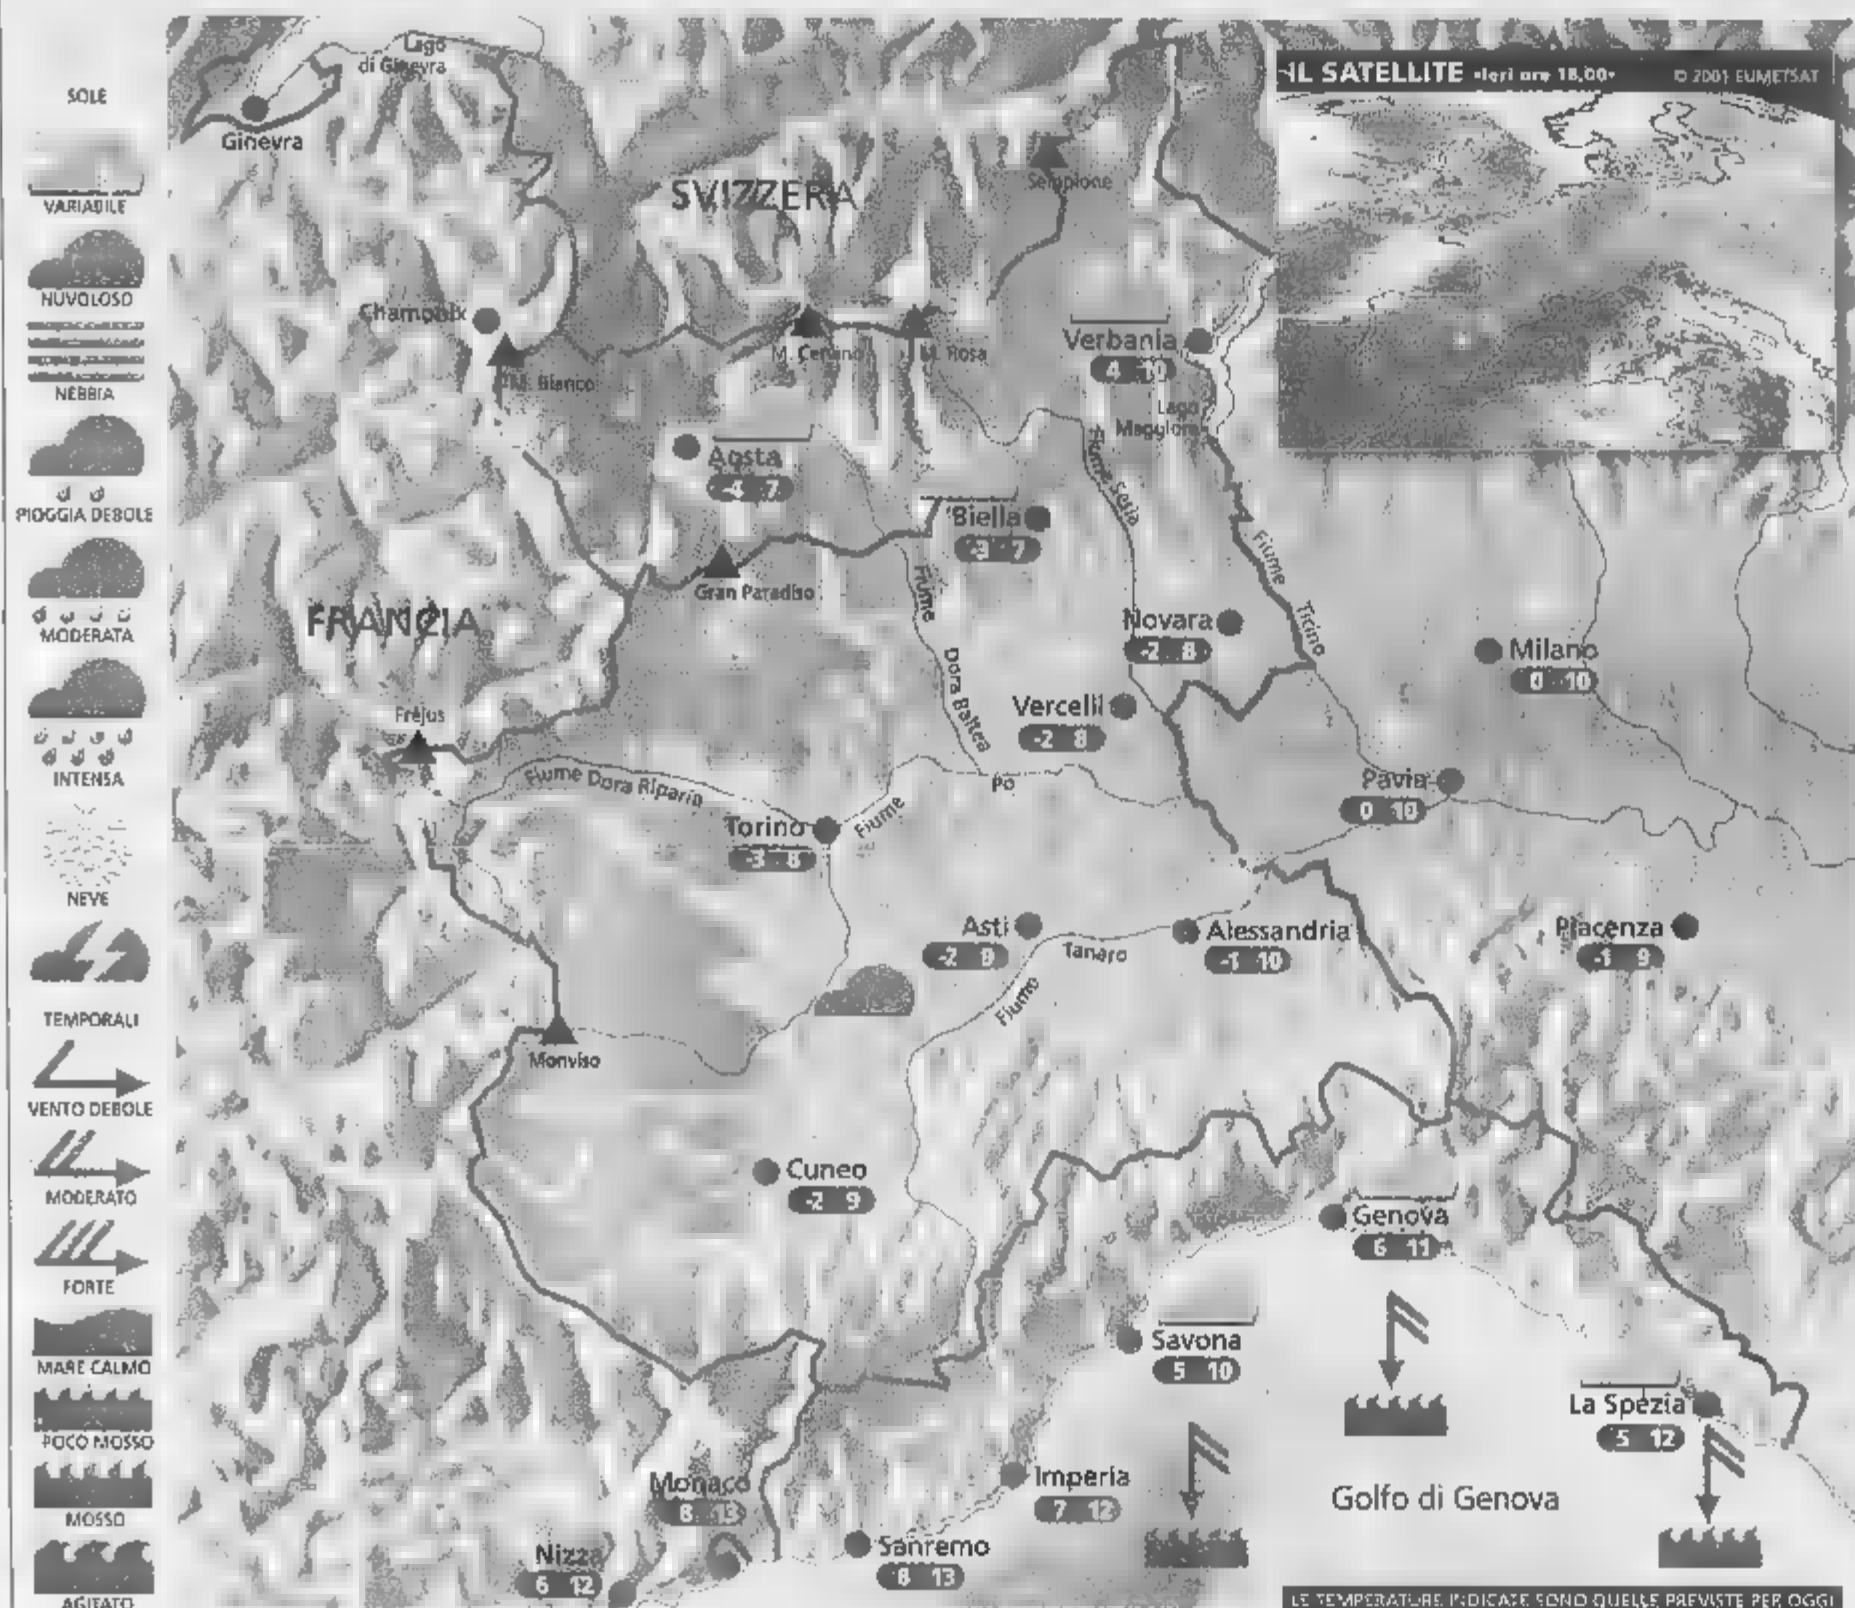 SOLE
VARIABILE
NUVOLOSO
NEBBIA
PIOGGIA DEBOLE
MODERATA
INTENSA
NEVE
TEMPORALI
VENTO DEBOLE
MODERATO
FORTE
MARE CALMO
POCO MOSSO
MOSSO
AGITATO
Lago
di Ginevra
Ginevra
SVIZZERA
Sempione
IL SATELLITE •Ieri ore 18,00•
© 2001 EUMETSAT
Chamonix
M. Bianco
M. Cervino
M. Rosa
Verbania
4 10
Lago
Maggiore
Aosta
-4 7
Biella
-3 7
Fiume Sesia
Gran Paradiso
Fiume
Dora Baltea
Fiume
Ticino
FRANCIA
Novara
-2 8
Milano
0 10
Vercelli
-2 8
Frejus
Fiume Dora Riparia
Torino
-3 8
Fiume
Po
Pavia
0 10
Asti
-2
Tanaro
Fiume
Alessandria
-1 10
Piacenza
-1 9
Monviso
Cuneo
-2 9
Genova
6 11
Savona
5 10
La Spezia
5 12
Golfo di Genova
Imperia
7 12
Monaco
8 13
Sanremo
8 13
Nizza
6 12
LE TEMPERATURE INDICATE SONO QUELLE PREVISTE PER OGGI